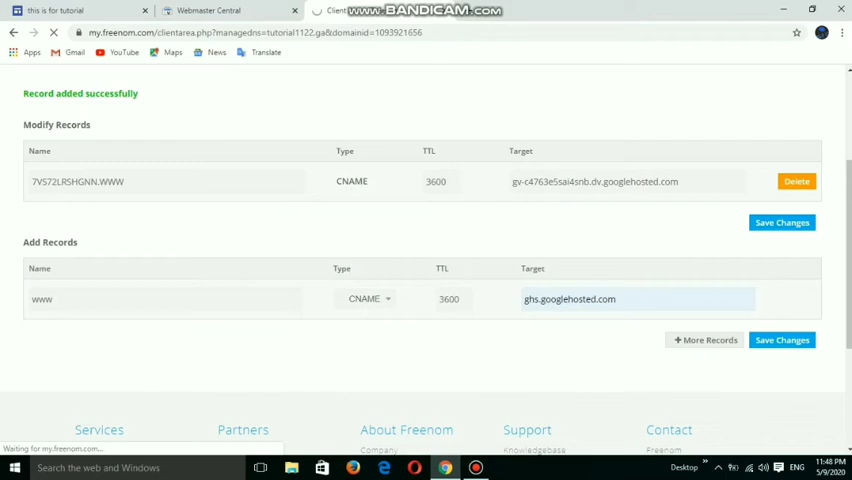 this is for tutorial
Webmaster Central
Client
WWW.BANDICAM.COM
my.freenom.com/clientarea.php?managedns=tutorial1122.ga&domainid=1093921656
Apps Gmail YouTube Maps News Translate
Record added successfully
Modify Records
Name Type TTL Target
7VS72LRSHGNN.WWW CNAME 3600 gv-c4763e5sai4snb.dv.googlehosted.com Delete
Save Changes
Add Records
Name Type TTL Target
www CNAME 3600 ghs.googlehosted.com
+ More Records Save Changes
Services Partners About Freenom Support Contact
Company Knowledgebase Freenom
Waiting for my.freenom.com...
Search the web and Windows
Desktop
ENG
11:48 PM
5/9/2020